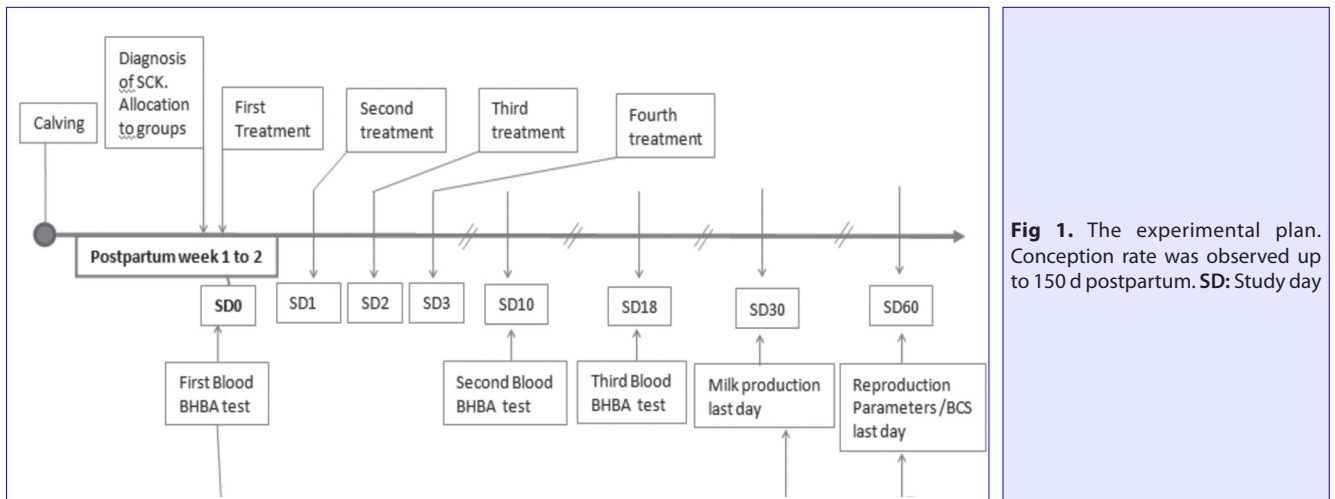 Calving
Diagnosis
of SCK.
Allocation
to groups
First
Treatment
Second
treatment
Third
treatment
Fourth
treatment
Postpartum week 1 to 2
SD0
SD1
SD2
SD3
SD10
SD18
SD30
SD60
First Blood
BHBA test
Second Blood
BHBA test
Third Blood
BHBA test
Milk production
last day
Reproduction
Parameters /BCS
last day
Fig 1. The experimental plan.
Conception rate was observed up
to 150 d postpartum. SD: Study day